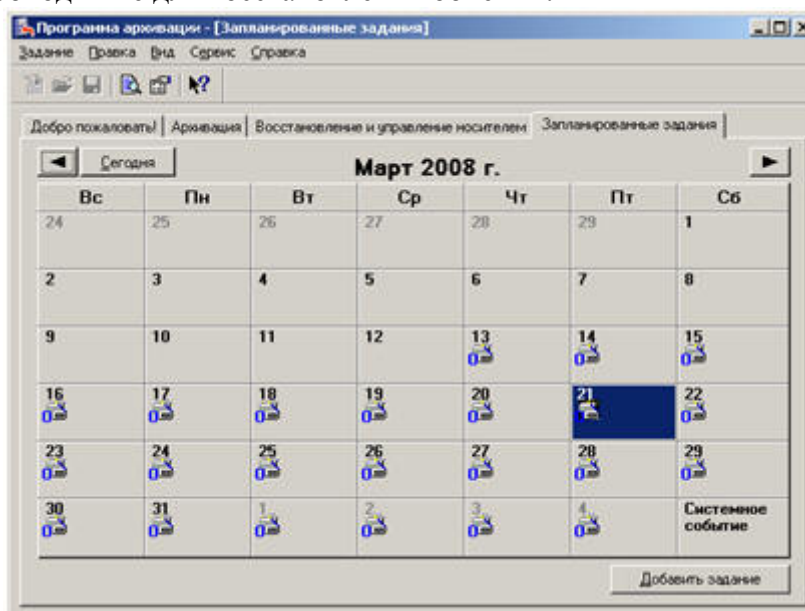 Программа архивации - [Запланированные задания]
Задание Правка Вид Сервис Справка
Добро пожаловать! Архивация Восстановление и управление носителем Запланированные задания
Сегодня Март 2008 г.
Вс Пн Вт Ср Чт Пт Сб
24 25 26 27 28 29 1
2 3 4 5 6 7 8
9 10 11 12 13 14 15
16 17 18 19 20 21 22
23 24 25 26 27 28 29
30 31 1 2 3 4 Системное
событие
Добавить задание